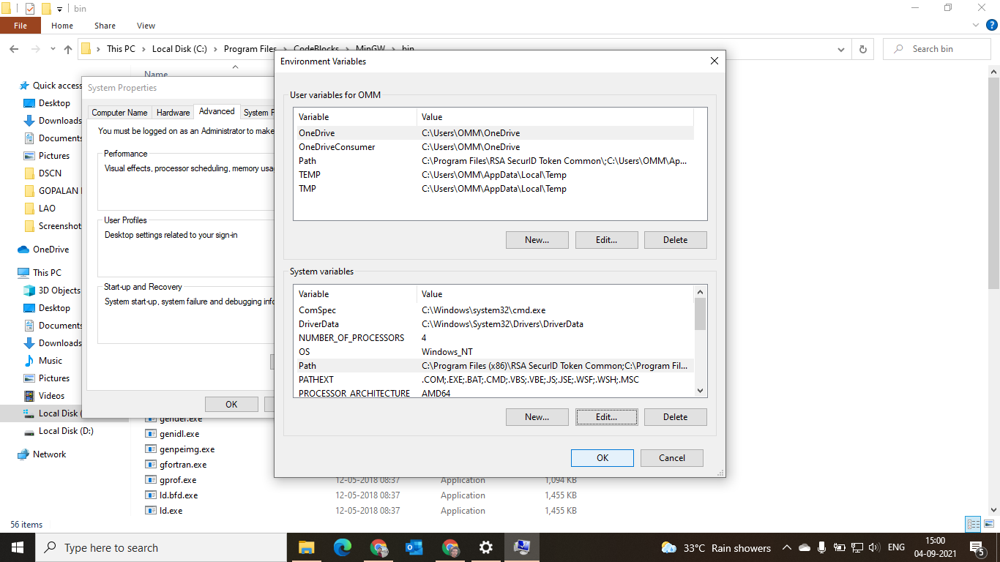 bin
File Home Share View
This PC Local Disk (C:) Program Files CodeBlocks MinGW bin
Search bin
Name
Quick access
Desktop
Downloads
Documents
Pictures
DSCN
GOPALAN
LAO
Screenshot
OneDrive
This PC
3D Objects
Desktop
Documents
Downloads
Music
Pictures
Videos
Local Disk (
Local Disk (D:)
Network
System Properties
Computer Name Hardware Advanced System P
You must be logged on as an Administrator to make
Performance
Visual effects, processor scheduling, memory usag
User Profiles
Desktop settings related to your sign-in
Start-up and Recovery
System start-up, system failure and debugging info
OK
Environment Variables
User variables for OMM
Variable Value
OneDrive C:\Users\OMM\OneDrive
OneDriveConsumer C:\Users\OMM\OneDrive
Path C:\Program Files\RSA SecurID Token Common\;C:\Users\OMM\Ap...
TEMP C:\Users\OMM\AppData\Local\Temp
TMP C:\Users\OMM\AppData\Local\Temp
New... Edit... Delete
System variables
Variable Value
ComSpec C:\Windows\system32\cmd.exe
DriverData C:\Windows\System32\Drivers\DriverData
NUMBER_OF_PROCESSORS 4
OS Windows_NT
Path C:\Program Files (x86)\RSA SecurID Token Common;C:\Program Fil...
PATHEXT .COM;.EXE;.BAT;.CMD;.VBS;.VBE;.JS;.JSE;.WSF;.WSH;.MSC
PROCESSOR_ARCHITECTURE AMD64
New... Edit... Delete
OK Cancel
gender.exe
genidl.exe
genpeimg.exe
gfortran.exe
gprof.exe 12-05-2018 08:37 Application 1,094 KB
ld.bfd.exe 12-05-2018 08:37 Application 1,455 KB
ld.exe 12-05-2018 08:37 Application 1,455 KB
56 items
Type here to search
33°C Rain showers
ENG
15:00
04-09-2021
5